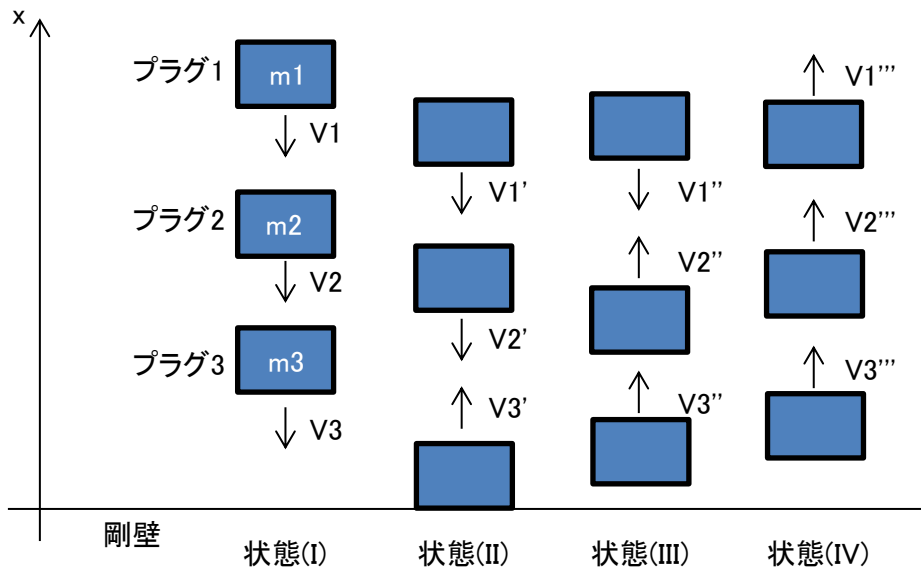 x
プラグ1
m1
V1
プラグ2
m2
V2
プラグ3
m3
V3
V1'
V2'
V3'
V1''
V2''
V3''
V1'''
V2'''
V3'''
剛壁
状態(I)
状態(II)
状態(III)
状態(IV)